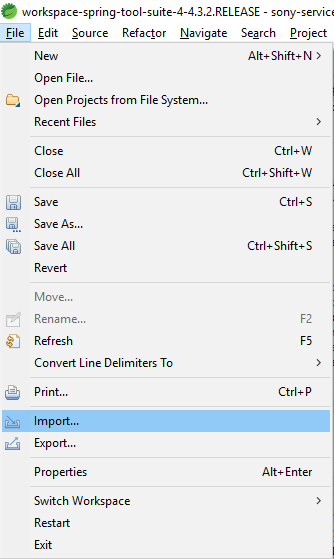 workspace-spring-tool-suite-4-4.3.2.RELEASE - sony-service
File Edit Source Refactor Navigate Search Project
New Alt+Shift+N >
Open File...
Open Projects from File System...
Recent Files >
Close Ctrl+W
Close All Ctrl+Shift+W
Save Ctrl+S
Save As...
Save All Ctrl+Shift+S
Revert
Move...
Rename... F2
Refresh F5
Convert Line Delimiters To >
Print... Ctrl+P
Import...
Export...
Properties Alt+Enter
Switch Workspace >
Restart
Exit